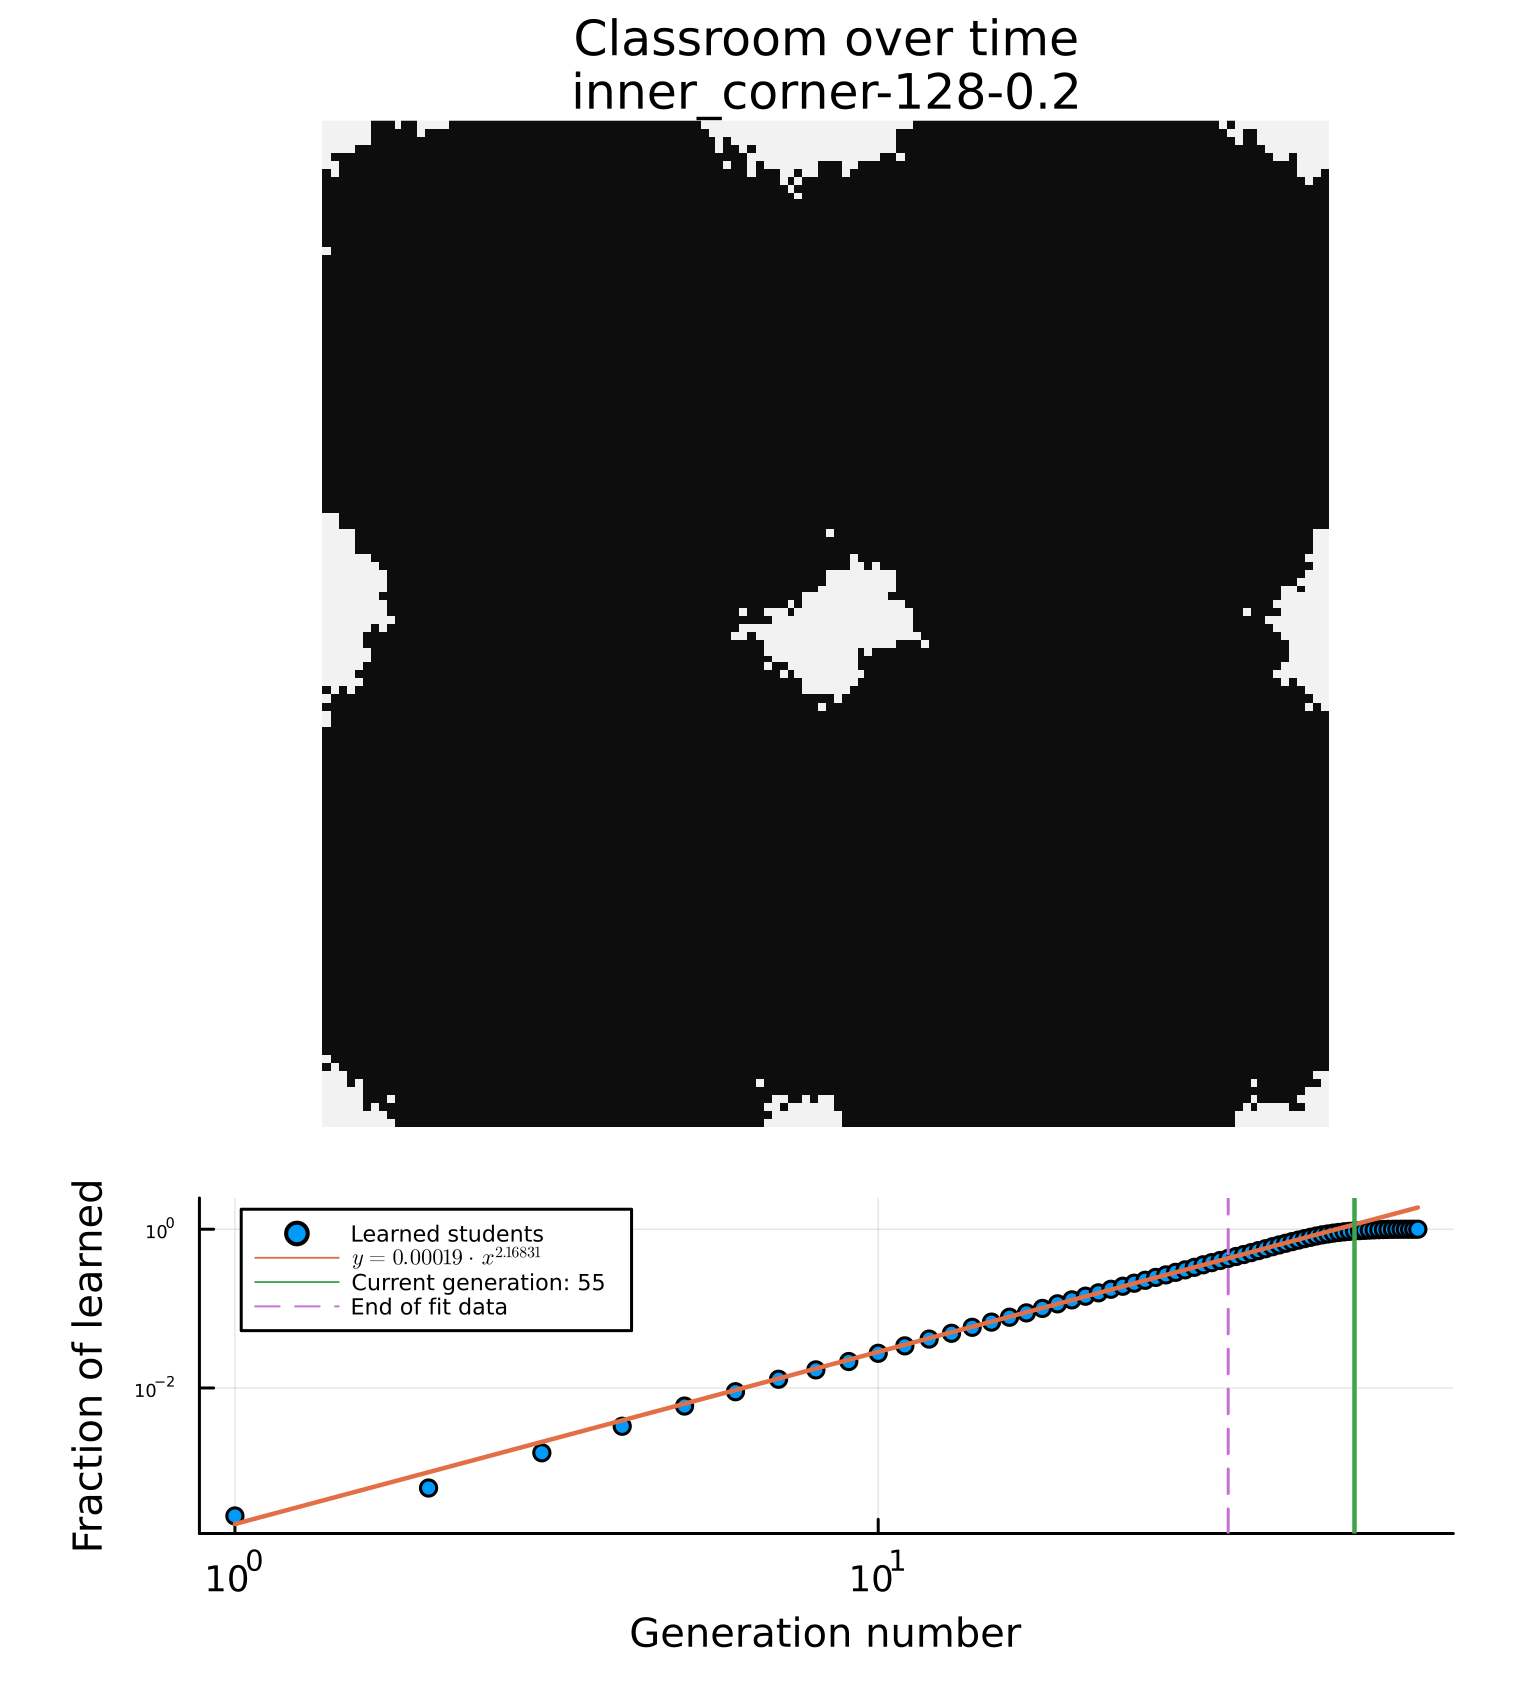 Classroom over time
inner_corner-128-0.2
Fraction of learned
10^0
10^-2
Learned students
y = 0.00019 · x^2.16831
Current generation: 55
End of fit data
10^0
10^1
Generation number